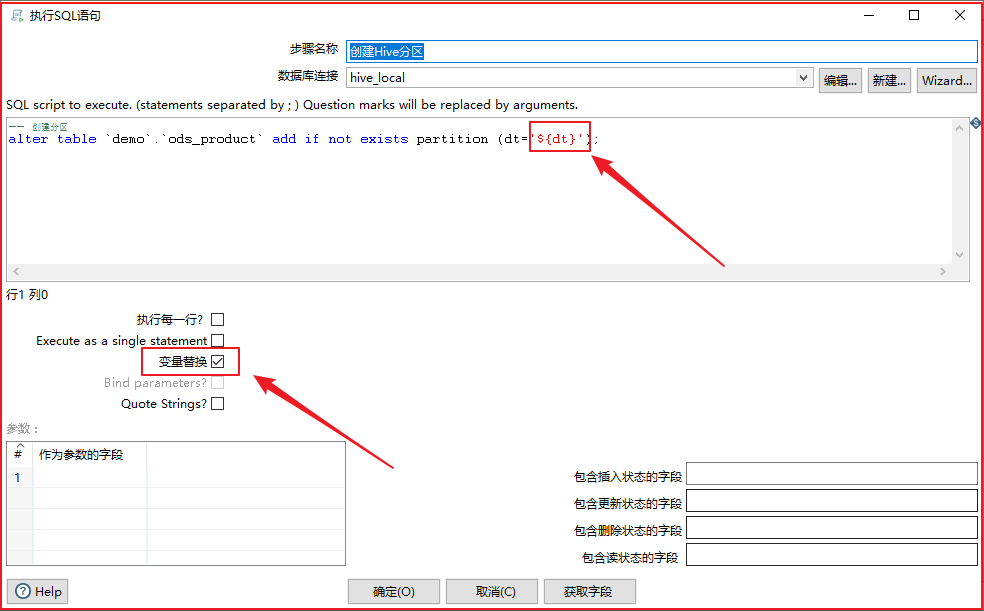 执行SQL语句
步骤名称 创建Hive分区
数据库连接 hive_local 编辑... 新建... Wizard...
SQL script to execute. (statements separated by ; ) Question marks will be replaced by arguments.
-- 创建分区
alter table `demo`.`ods_product` add if not exists partition (dt='${dt}');
行1 列0
执行每一行?
Execute as a single statement
变量替换
Bind parameters?
Quote Strings?
参数 :
# 作为参数的字段
1
包含插入状态的字段
包含更新状态的字段
包含删除状态的字段
包含读状态的字段
Help 确定(O) 取消(C) 获取字段